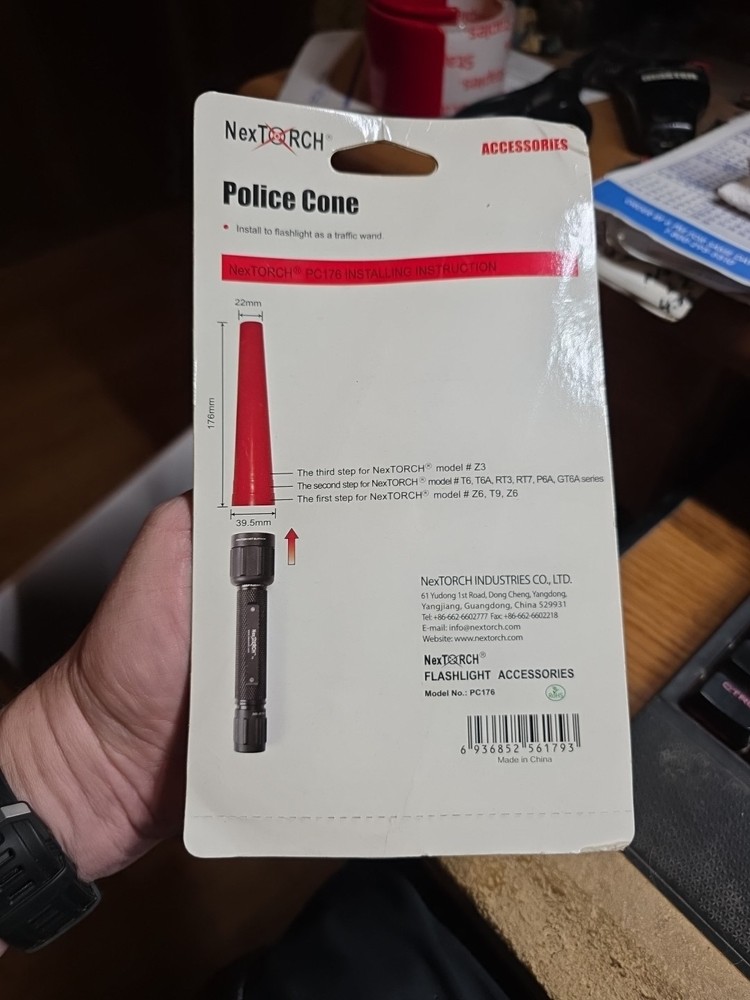 NexTORCH®
ACCESSORIES
Police Cone
• Install to flashlight as a traffic wand.
NexTORCH® PC176 INSTALLING INSTRUCTION
22mm
176mm
The third step for NexTORCH® model # Z3
The second step for NexTORCH® model # T6, T6A, RT3, RT7, P6A, GT6A series
The first step for NexTORCH® model # Z6, T9, Z6
39.5mm
NexTORCH
NexTORCH INDUSTRIES CO., LTD.
61 Yudong 1st Road, Dong Cheng, Yangdong,
Yangjiang, Guangdong, China 529931
Tel: +86-662-6602777 Fax: +86-662-6602218
E-mail: info@nextorch.com
Website: www.nextorch.com
NexTORCH®
FLASHLIGHT ACCESSORIES
Model No.: PC176
6 936852 561793
Made in China
CTRL